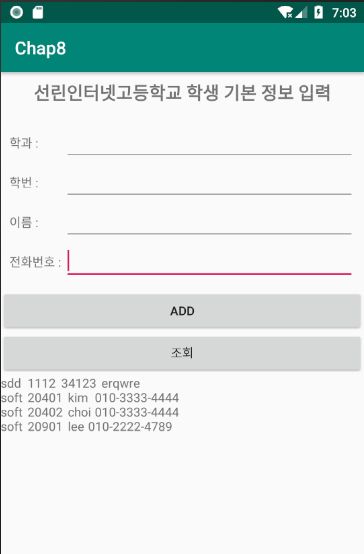 7:03
Chap8
선린인터넷고등학교 학생 기본 정보 입력
학과 :
학번 :
이름 :
전화번호 :
ADD
조회
sdd 1112 34123 erqwre
soft 20401 kim 010-3333-4444
soft 20402 choi 010-3333-4444
soft 20901 lee 010-2222-4789